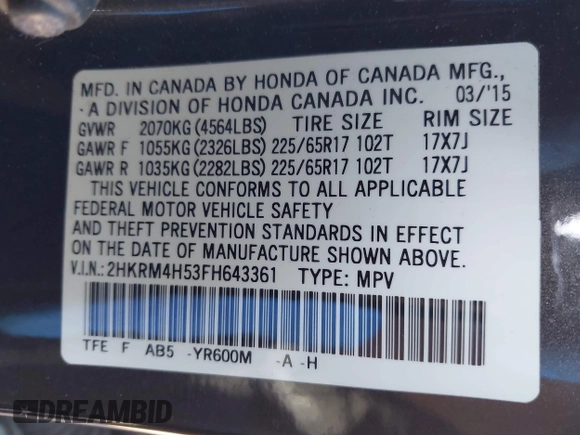 MFD. IN CANADA BY HONDA OF CANADA MFG.,
A DIVISION OF HONDA CANADA INC. 03/'15
GVWR 2070KG (4564LBS) TIRE SIZE RIM SIZE
GAWR F 1055KG (2326LBS) 225/65R17 102T 17X7J
GAWR R 1035KG (2282LBS) 225/65R17 102T 17X7J
THIS VEHICLE CONFORMS TO ALL APPLICABLE
FEDERAL MOTOR VEHICLE SAFETY
AND THEFT PREVENTION STANDARDS IN EFFECT
ON THE DATE OF MANUFACTURE SHOWN ABOVE.
V.I.N.: 2HKRM4H53FH643361 TYPE: MPV
TFE F AB5 -YR600M -A -H
DREAMBID